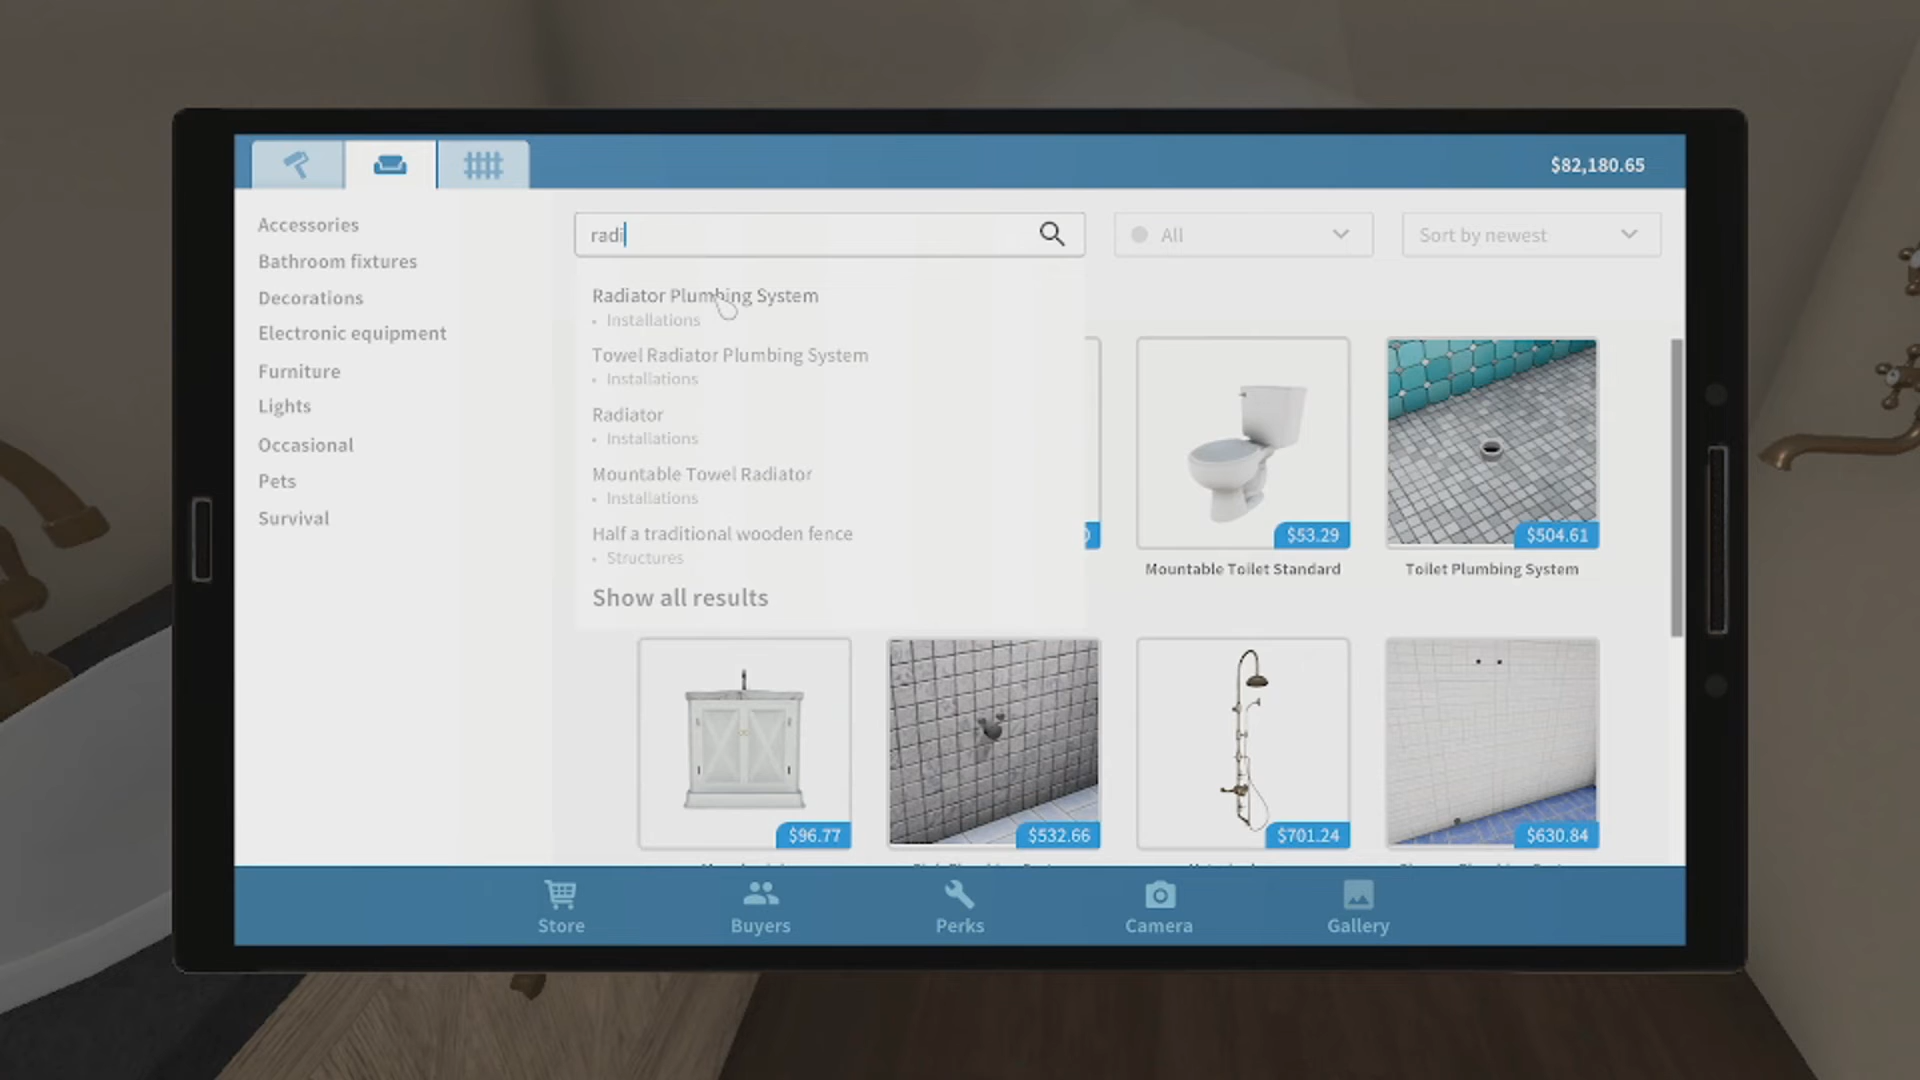 $82,180.65
Accessories
Bathroom fixtures
Decorations
Electronic equipment
Furniture
Lights
Occasional
Pets
Survival
radi
All
Sort by newest
Radiator Plumbing System
• Installations
Towel Radiator Plumbing System
• Installations
Radiator
• Installations
Mountable Towel Radiator
• Installations
Half a traditional wooden fence
• Structures
Show all results
$53.29
$504.61
Mountable Toilet Standard
Toilet Plumbing System
$96.77
$532.66
$701.24
$630.84
Store
Buyers
Perks
Camera
Gallery